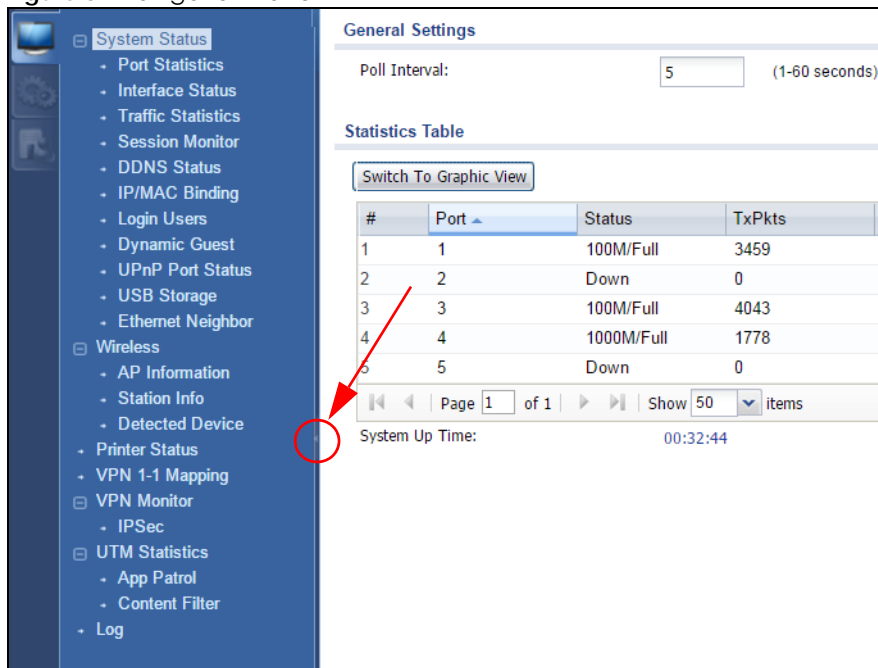 System Status
Port Statistics
Interface Status
Traffic Statistics
Session Monitor
DDNS Status
IP/MAC Binding
Login Users
Dynamic Guest
UPnP Port Status
USB Storage
Ethernet Neighbor
Wireless
AP Information
Station Info
Detected Device
Printer Status
VPN 1-1 Mapping
VPN Monitor
IPSec
UTM Statistics
App Patrol
Content Filter
Log
General Settings
Poll Interval: 5 (1-60 seconds)
Statistics Table
Switch To Graphic View
# Port Status TxPkts
1 1 100M/Full 3459
2 2 Down 0
3 3 100M/Full 4043
4 4 1000M/Full 1778
5 5 Down 0
Page 1 of 1 Show 50 items
System Up Time: 00:32:44